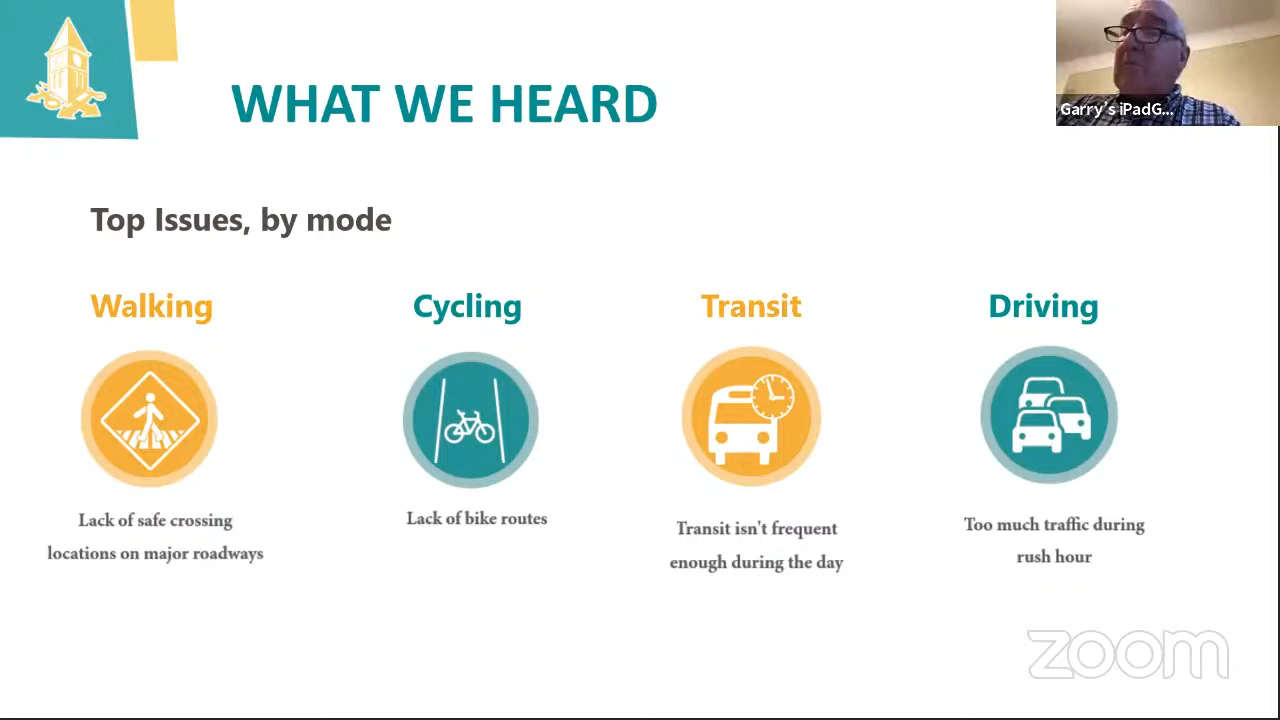 WHAT WE HEARD
Garry's iPadG...
Top Issues, by mode
Walking
Cycling
Transit
Driving
Lack of safe crossing
locations on major roadways
Lack of bike routes
Transit isn't frequent
enough during the day
Too much traffic during
rush hour
zoom